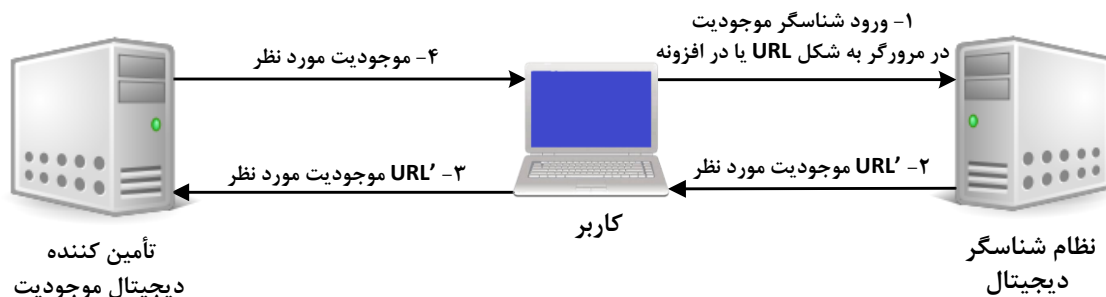 ۱- ورود شناسگر موجودیت
در مرورگر به شکل URL یا در افزونه
۴- موجودیت مورد نظر
۲- URL’ موجودیت مورد نظر
۳- URL’ موجودیت مورد نظر
کاربر
نظام شناسگر
دیجیتال
تأمین کننده
دیجیتال موجودیت